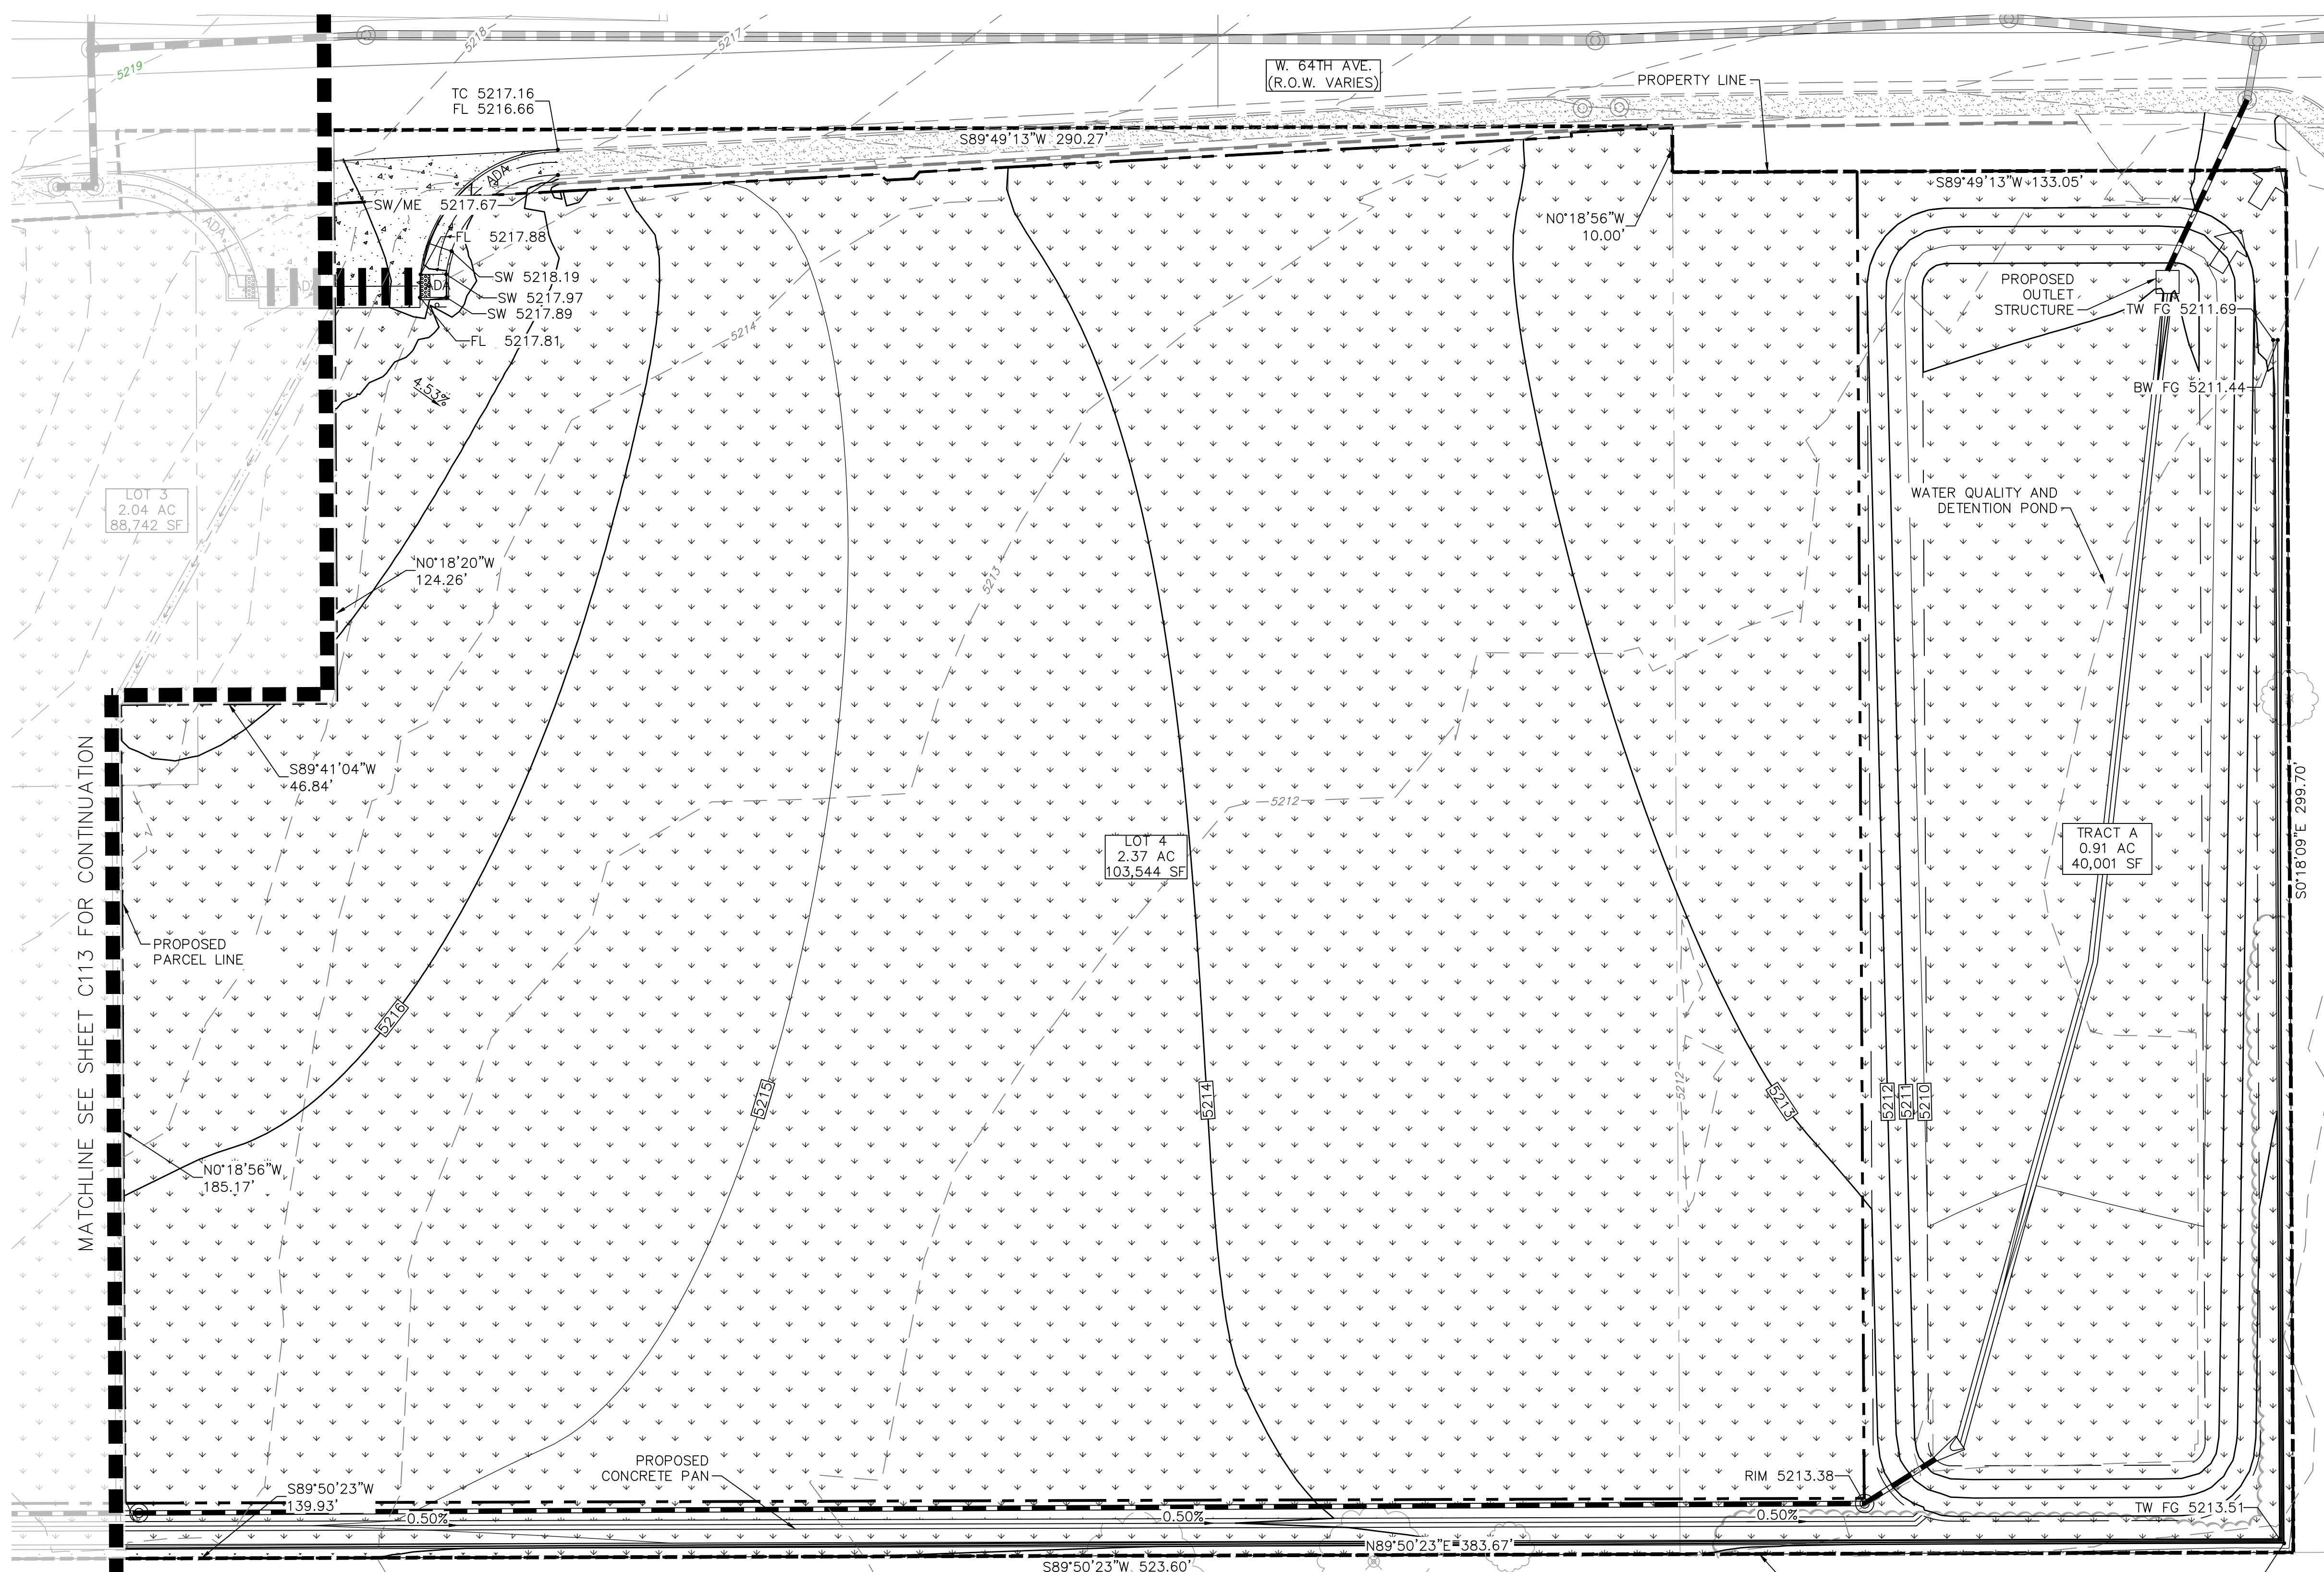 5218
5217
5219
W. 64TH AVE.
(R.O.W. VARIES)
PROPERTY LINE
TC 5217.16
FL 5216.66
S89°49'13"W 290.27'
ADA
SW/ME 5217.67
S89°49'13"W 133.05'
N0°18'56"W
10.00'
ADA
FL 5217.88
SW 5218.19
ADA
ADA
SW 5217.97
SW 5217.89
FL 5217.81
PROPOSED
OUTLET
STRUCTURE
TW FG 5211.69
5214
4.53%
BW FG 5211.44
LOT 3
2.04 AC
88,742 SF
WATER QUALITY AND
DETENTION POND
N0°18'20"W
124.26'
5213
S89°41'04"W
46.84'
5212
S0°18'09"E 299.70'
LOT 4
2.37 AC
103,544 SF
TRACT A
0.91 AC
40,001 SF
MATCHLINE SEE SHEET C113 FOR CONTINUATION
PROPOSED
PARCEL LINE
5216
5215
5214
5212
5213
5212
5211
5210
N0°18'56"W
185.17'
PROPOSED
CONCRETE PAN
RIM 5213.38
S89°50'23"W
139.93'
TW FG 5213.51
0.50%
0.50%
0.50%
N89°50'23"E 383.67'
S89°50'23"W 523.60'